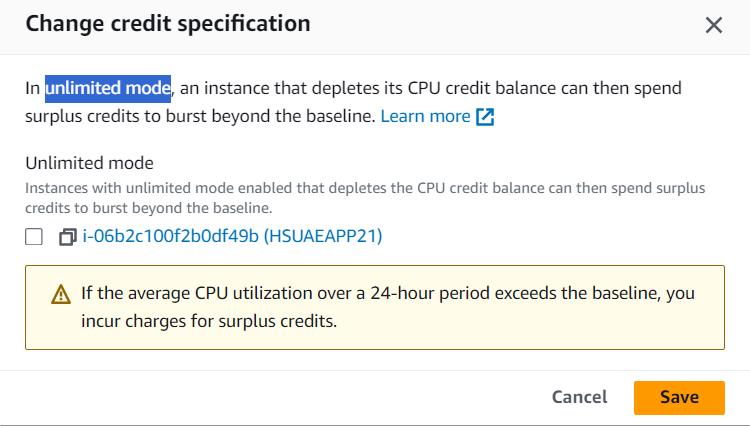 Change credit specification
In unlimited mode, an instance that depletes its CPU credit balance can then spend
surplus credits to burst beyond the baseline. Learn more
Unlimited mode
Instances with unlimited mode enabled that depletes the CPU credit balance can then spend surplus
credits to burst beyond the baseline.
i-06b2c100f2b0df49b (HSUAEAPP21)
If the average CPU utilization over a 24-hour period exceeds the baseline, you
incur charges for surplus credits.
Cancel Save